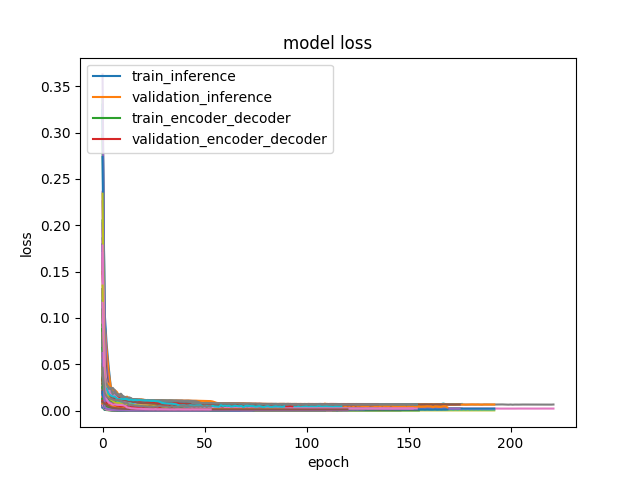 model loss
train_inference
validation_inference
train_encoder_decoder
validation_encoder_decoder
0.35
0.30
0.25
0.20
0.15
0.10
0.05
0.00
loss
0 50 100 150 200
epoch